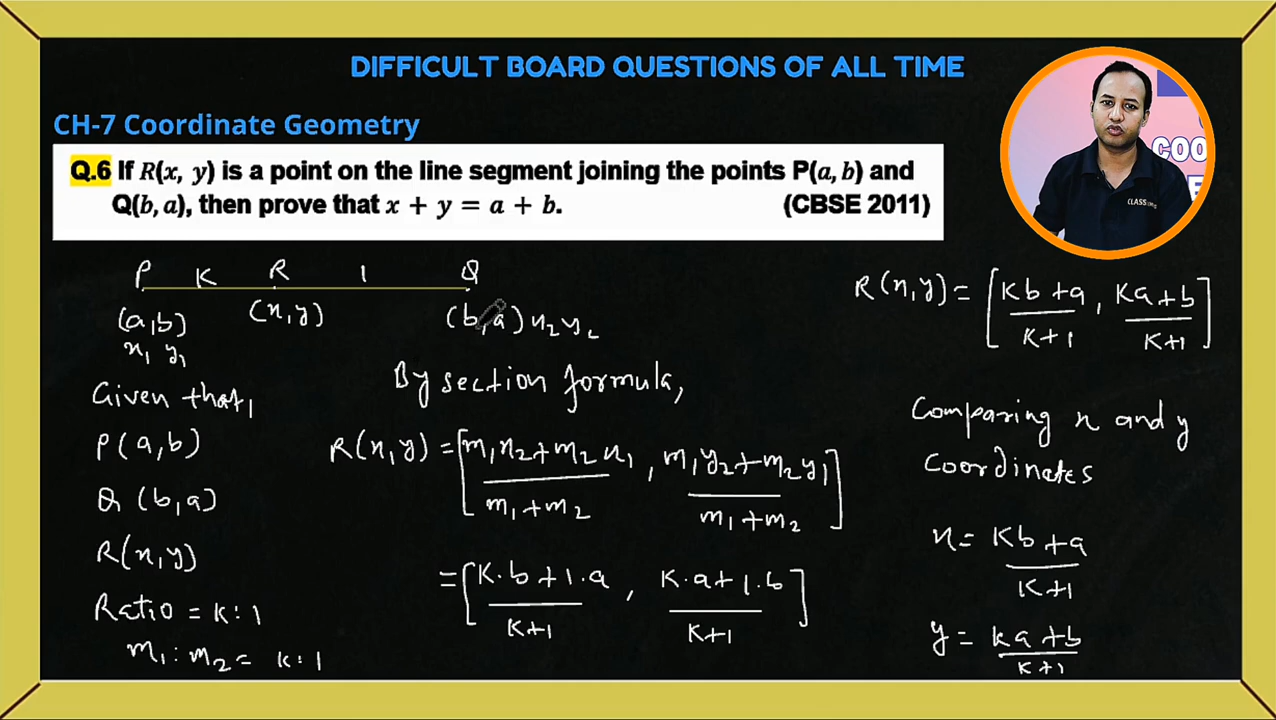 DIFFICULT BOARD QUESTIONS OF ALL TIME
CH-7 Coordinate Geometry
Q.6 If R(x, y) is a point on the line segment joining the points P(a, b) and
Q(b, a), then prove that x + y = a + b. (CBSE 2011)
P K R 1 Q
(a,b) (x,y) (b,a) x₂ y₂
x₁ y₁
Given that,
P(a,b)
Q(b,a)
R(x,y)
Ratio = K:1
m₁:m₂ = K:1
By section formula,
R(x,y) = [(m₁x₂+m₂x₁)/(m₁+m₂), (m₁y₂+m₂y₁)/(m₁+m₂)]
= [(K·b+1·a)/(K+1), (K·a+1·b)/(K+1)]
R(x,y) = [(Kb+a)/(K+1), (Ka+b)/(K+1)]
Comparing x and y
coordinates
x = (Kb+a)/(K+1)
y = (Ka+b)/(K+1)
COO
CLASS